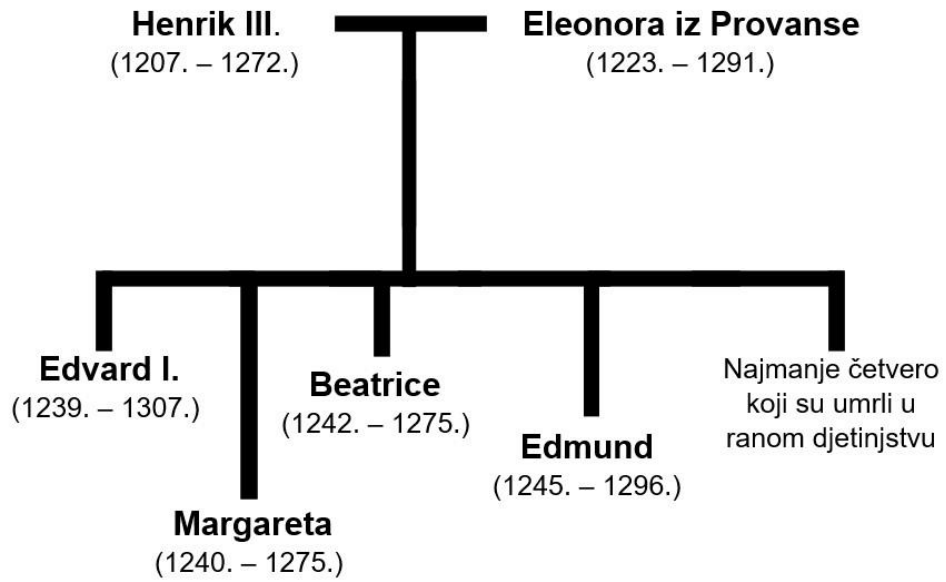 Henrik III.
(1207. – 1272.)
Eleonora iz Provanse
(1223. – 1291.)
Edvard I.
(1239. – 1307.)
Margareta
(1240. – 1275.)
Beatrice
(1242. – 1275.)
Edmund
(1245. – 1296.)
Najmanje četvero
koji su umrli u
ranom djetinjstvu